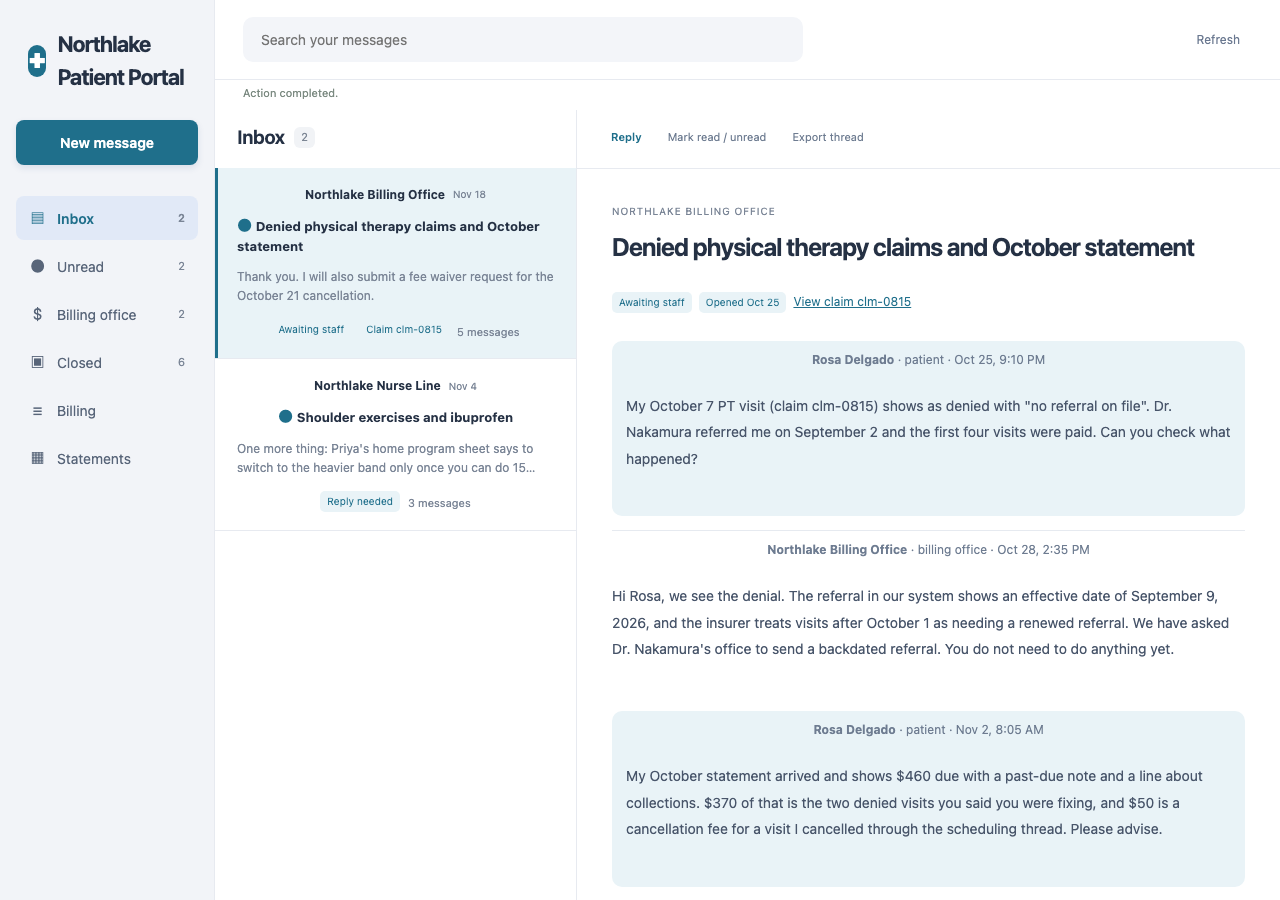 Northlake
Patient Portal
New message
Inbox 2
Unread 2
$ Billing office 2
Closed 6
Billing
Statements
Search your messages
Refresh
Action completed.
Inbox 2
Northlake Billing Office Nov 18
Denied physical therapy claims and October
statement
Thank you. I will also submit a fee waiver request for the
October 21 cancellation.
Awaiting staff Claim clm-0815 5 messages
Northlake Nurse Line Nov 4
Shoulder exercises and ibuprofen
One more thing: Priya's home program sheet says to
switch to the heavier band only once you can do 15...
Reply needed 3 messages
Reply Mark read / unread Export thread
NORTHLAKE BILLING OFFICE
Denied physical therapy claims and October statement
Awaiting staff Opened Oct 25 View claim clm-0815
Rosa Delgado · patient · Oct 25, 9:10 PM
My October 7 PT visit (claim clm-0815) shows as denied with "no referral on file". Dr.
Nakamura referred me on September 2 and the first four visits were paid. Can you check what
happened?
Northlake Billing Office · billing office · Oct 28, 2:35 PM
Hi Rosa, we see the denial. The referral in our system shows an effective date of September 9,
2026, and the insurer treats visits after October 1 as needing a renewed referral. We have asked
Dr. Nakamura's office to send a backdated referral. You do not need to do anything yet.
Rosa Delgado · patient · Nov 2, 8:05 AM
My October statement arrived and shows $460 due with a past-due note and a line about
collections. $370 of that is the two denied visits you said you were fixing, and $50 is a
cancellation fee for a visit I cancelled through the scheduling thread. Please advise.